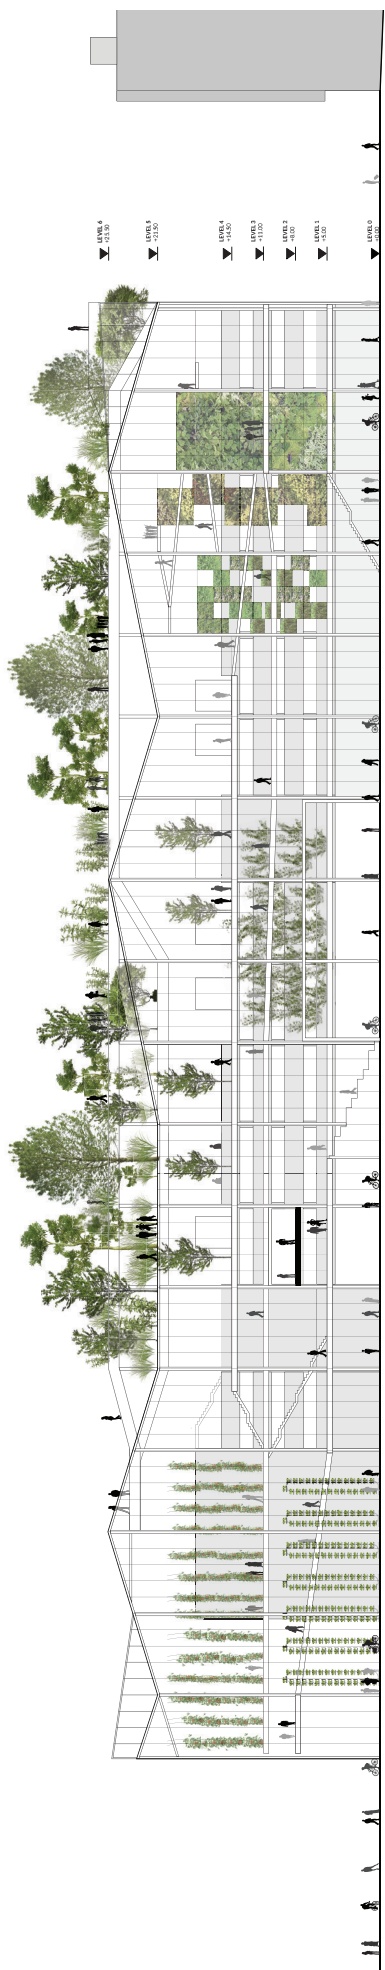 LEVEL 6
+25.50
LEVEL 5
+21.50
LEVEL 4
+14.50
LEVEL 3
+11.00
LEVEL 2
+8.00
LEVEL 1
+5.00
LEVEL 0
+0.00